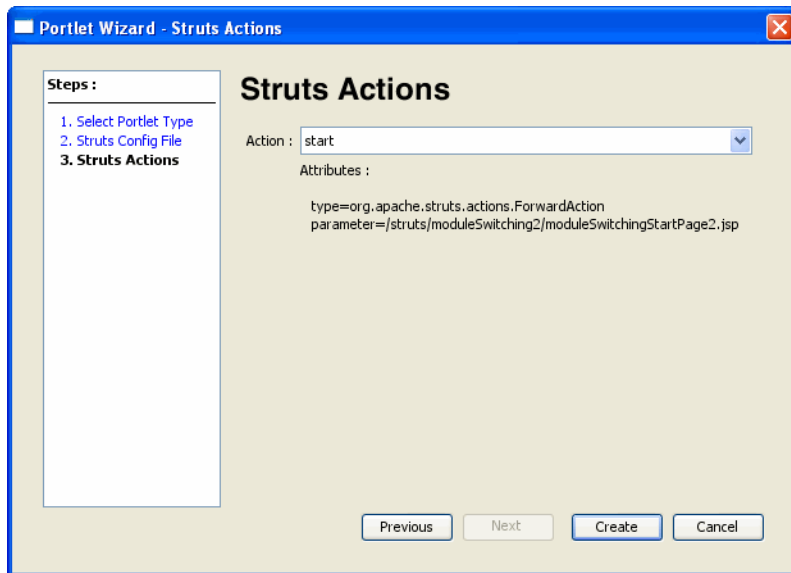 Portlet Wizard - Struts Actions
Steps :
1. Select Portlet Type
2. Struts Config File
3. Struts Actions
Struts Actions
Action : start
Attributes :
type=org.apache.struts.actions.ForwardAction
parameter=/struts/moduleSwitching2/moduleSwitchingStartPage2.jsp
Previous Next Create Cancel